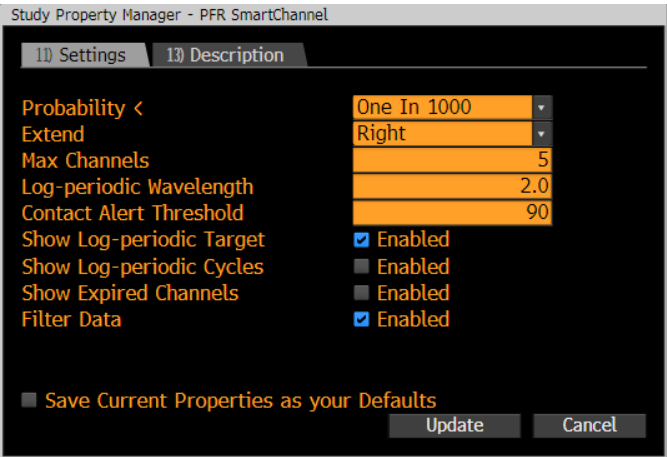 Study Property Manager - PFR SmartChannel
11) Settings 13) Description
Probability < One In 1000
Extend Right
Max Channels 5
Log-periodic Wavelength 2.0
Contact Alert Threshold 90
Show Log-periodic Target Enabled
Show Log-periodic Cycles Enabled
Show Expired Channels Enabled
Filter Data Enabled
Save Current Properties as your Defaults
Update Cancel